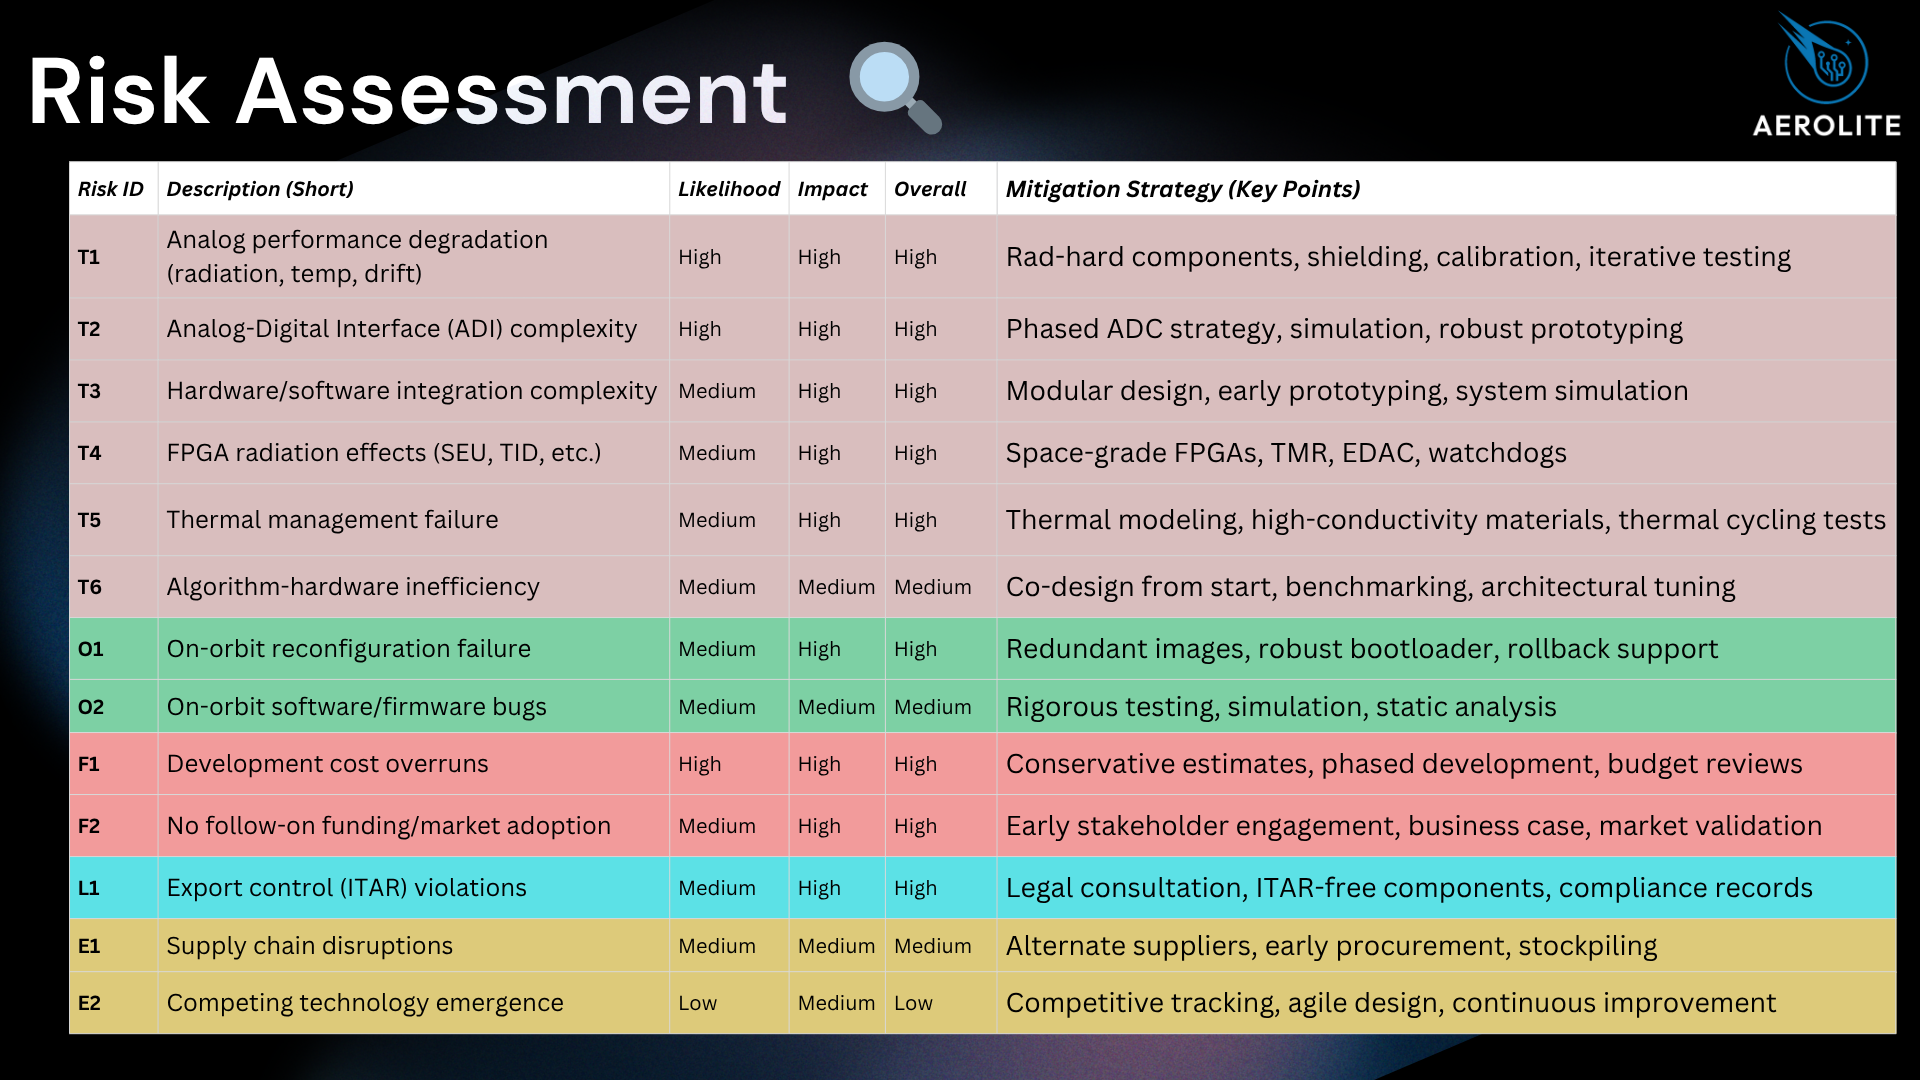 Risk Assessment
AEROLITE
Risk ID Description (Short) Likelihood Impact Overall Mitigation Strategy (Key Points)
T1 Analog performance degradation (radiation, temp, drift) High High High Rad-hard components, shielding, calibration, iterative testing
T2 Analog-Digital Interface (ADI) complexity High High High Phased ADC strategy, simulation, robust prototyping
T3 Hardware/software integration complexity Medium High High Modular design, early prototyping, system simulation
T4 FPGA radiation effects (SEU, TID, etc.) Medium High High Space-grade FPGAs, TMR, EDAC, watchdogs
T5 Thermal management failure Medium High High Thermal modeling, high-conductivity materials, thermal cycling tests
T6 Algorithm-hardware inefficiency Medium Medium Medium Co-design from start, benchmarking, architectural tuning
O1 On-orbit reconfiguration failure Medium High High Redundant images, robust bootloader, rollback support
O2 On-orbit software/firmware bugs Medium Medium Medium Rigorous testing, simulation, static analysis
F1 Development cost overruns High High High Conservative estimates, phased development, budget reviews
F2 No follow-on funding/market adoption Medium High High Early stakeholder engagement, business case, market validation
L1 Export control (ITAR) violations Medium High High Legal consultation, ITAR-free components, compliance records
E1 Supply chain disruptions Medium Medium Medium Alternate suppliers, early procurement, stockpiling
E2 Competing technology emergence Low Medium Low Competitive tracking, agile design, continuous improvement